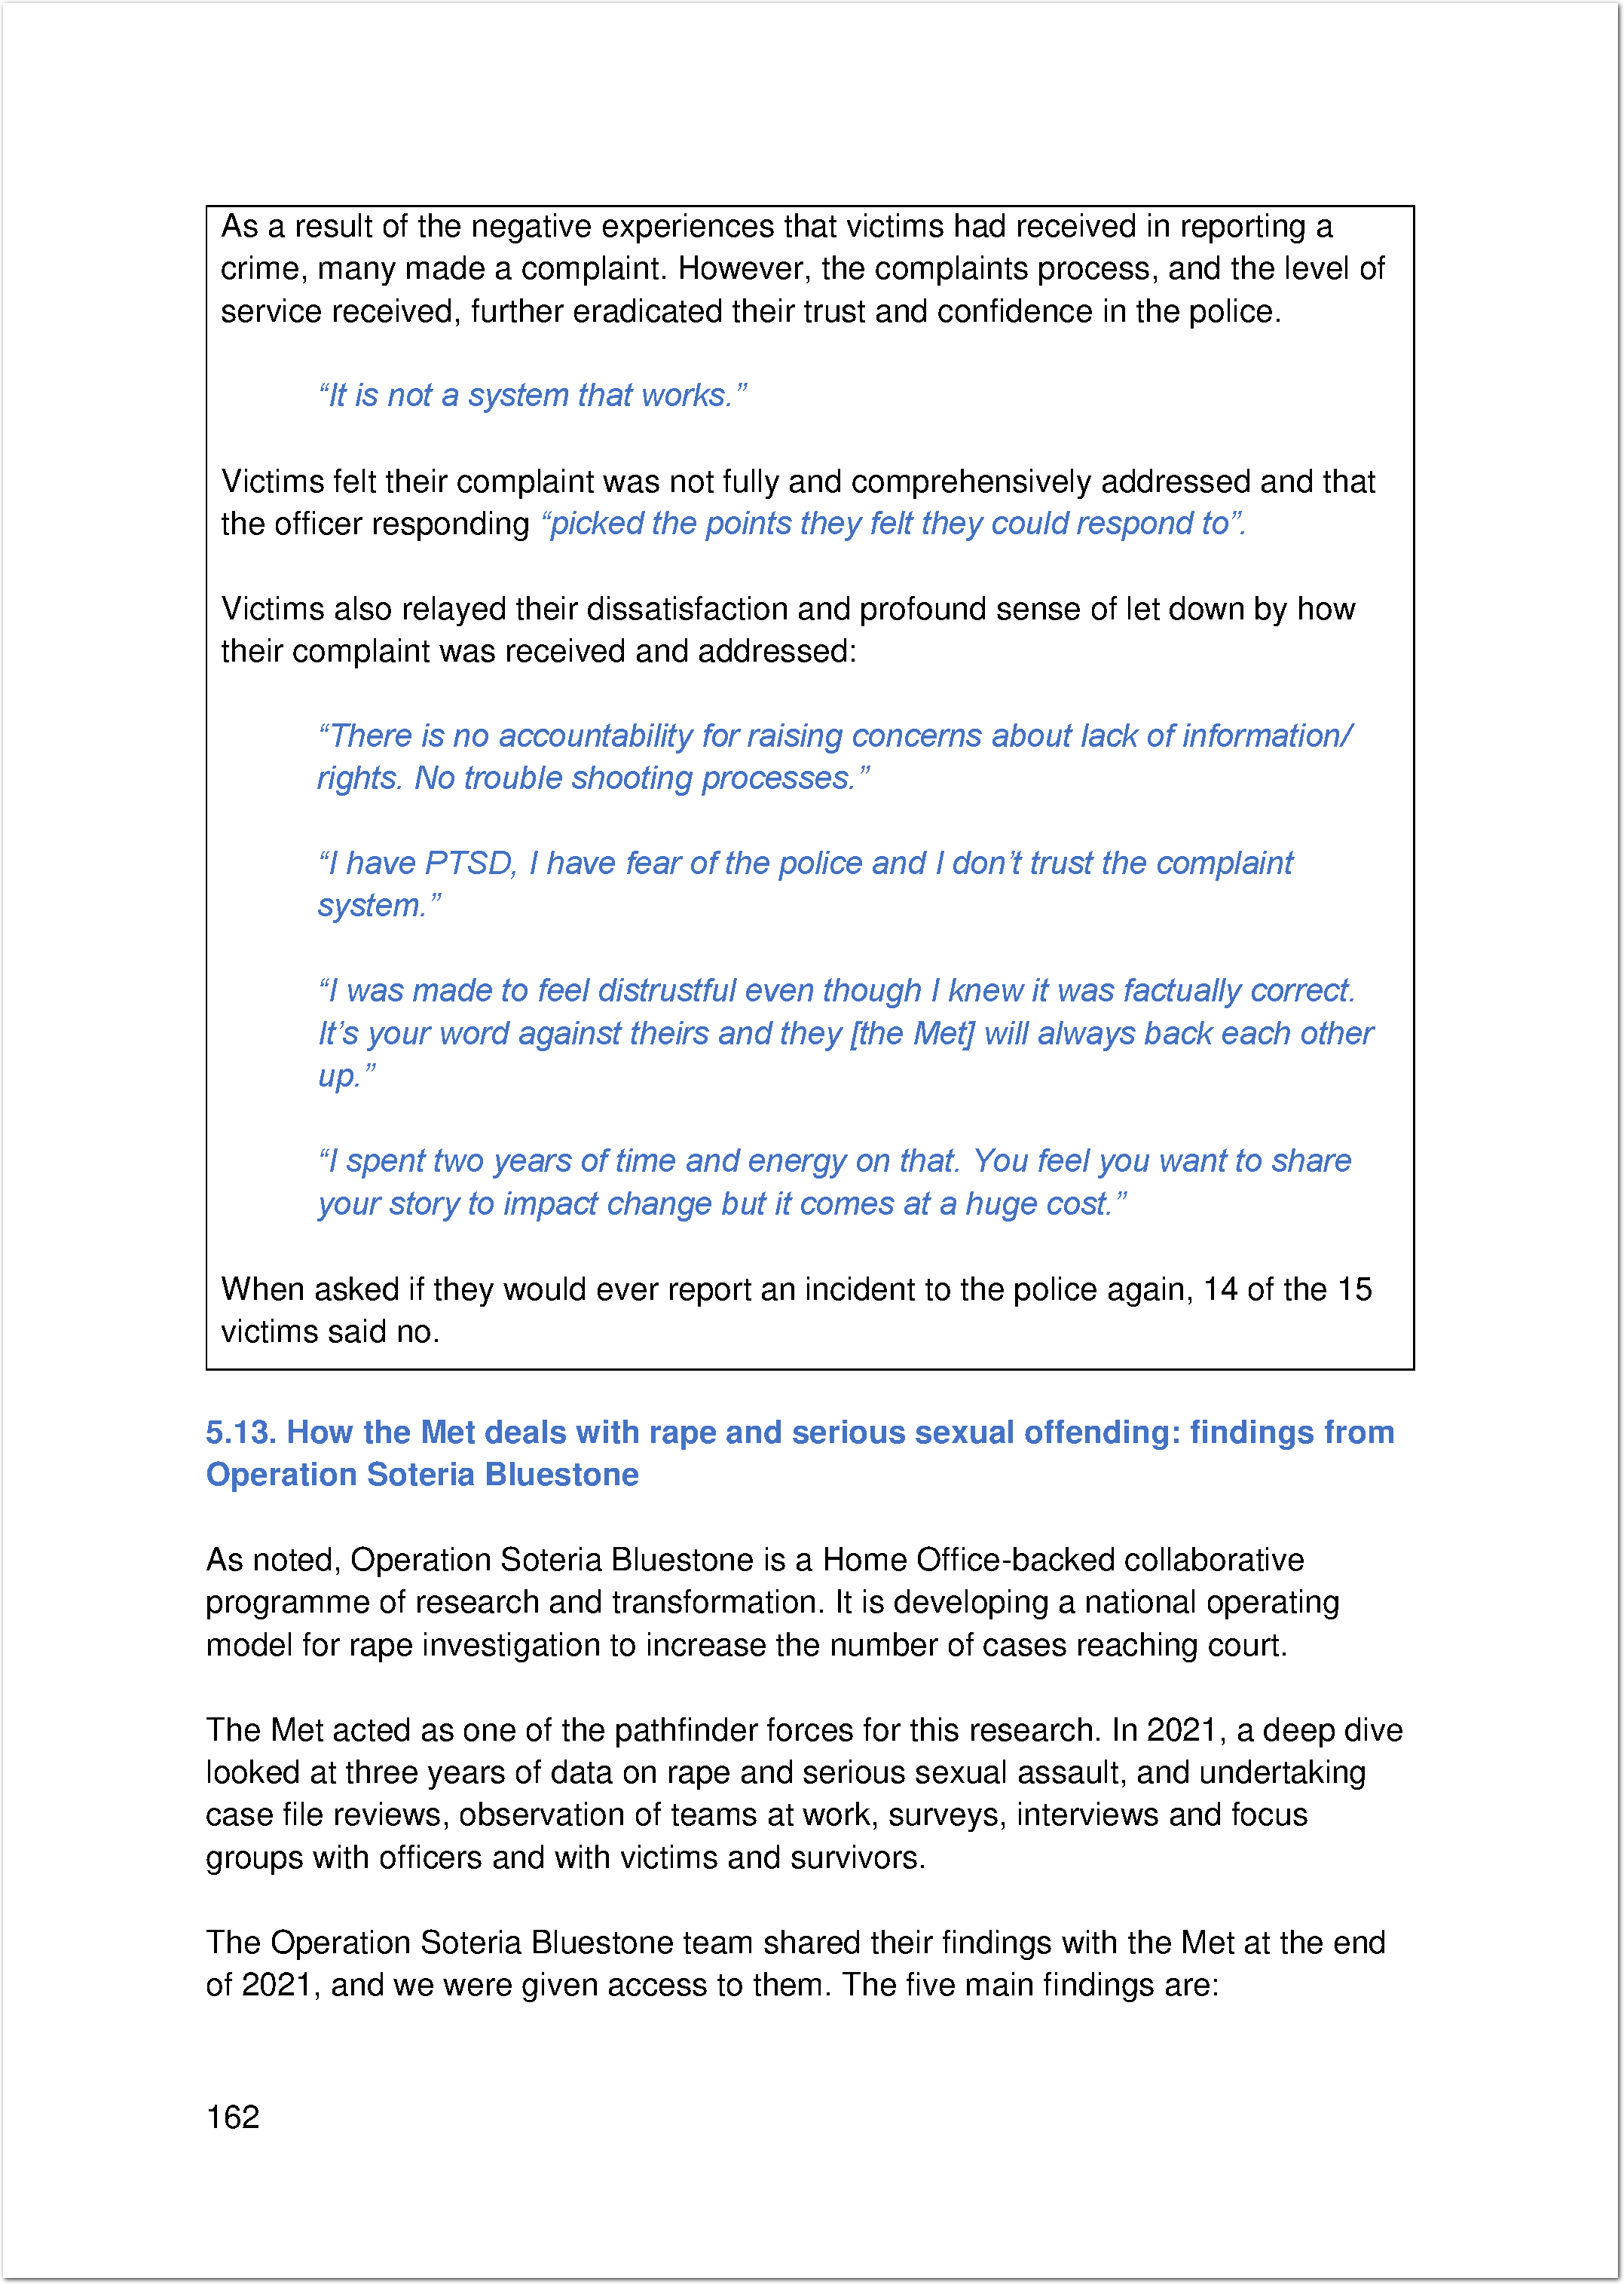 As a result of the negative experiences that victims had received in reporting a
crime, many made a complaint. However, the complaints process, and the level of
service received, further eradicated their trust and confidence in the police.
“It is not a system that works.”
Victims felt their complaint was not fully and comprehensively addressed and that
the officer responding “picked the points they felt they could respond to”.
Victims also relayed their dissatisfaction and profound sense of let down by how
their complaint was received and addressed:
“There is no accountability for raising concerns about lack of information/
rights. No trouble shooting processes.”
“I have PTSD, I have fear of the police and I don’t trust the complaint
system.”
“I was made to feel distrustful even though I knew it was factually correct.
It’s your word against theirs and they [the Met] will always back each other
up.”
“I spent two years of time and energy on that. You feel you want to share
your story to impact change but it comes at a huge cost.”
When asked if they would ever report an incident to the police again, 14 of the 15
victims said no.
5.13. How the Met deals with rape and serious sexual offending: findings from
Operation Soteria Bluestone
As noted, Operation Soteria Bluestone is a Home Office-backed collaborative
programme of research and transformation. It is developing a national operating
model for rape investigation to increase the number of cases reaching court.
The Met acted as one of the pathfinder forces for this research. In 2021, a deep dive
looked at three years of data on rape and serious sexual assault, and undertaking
case file reviews, observation of teams at work, surveys, interviews and focus
groups with officers and with victims and survivors.
The Operation Soteria Bluestone team shared their findings with the Met at the end
of 2021, and we were given access to them. The five main findings are:
162